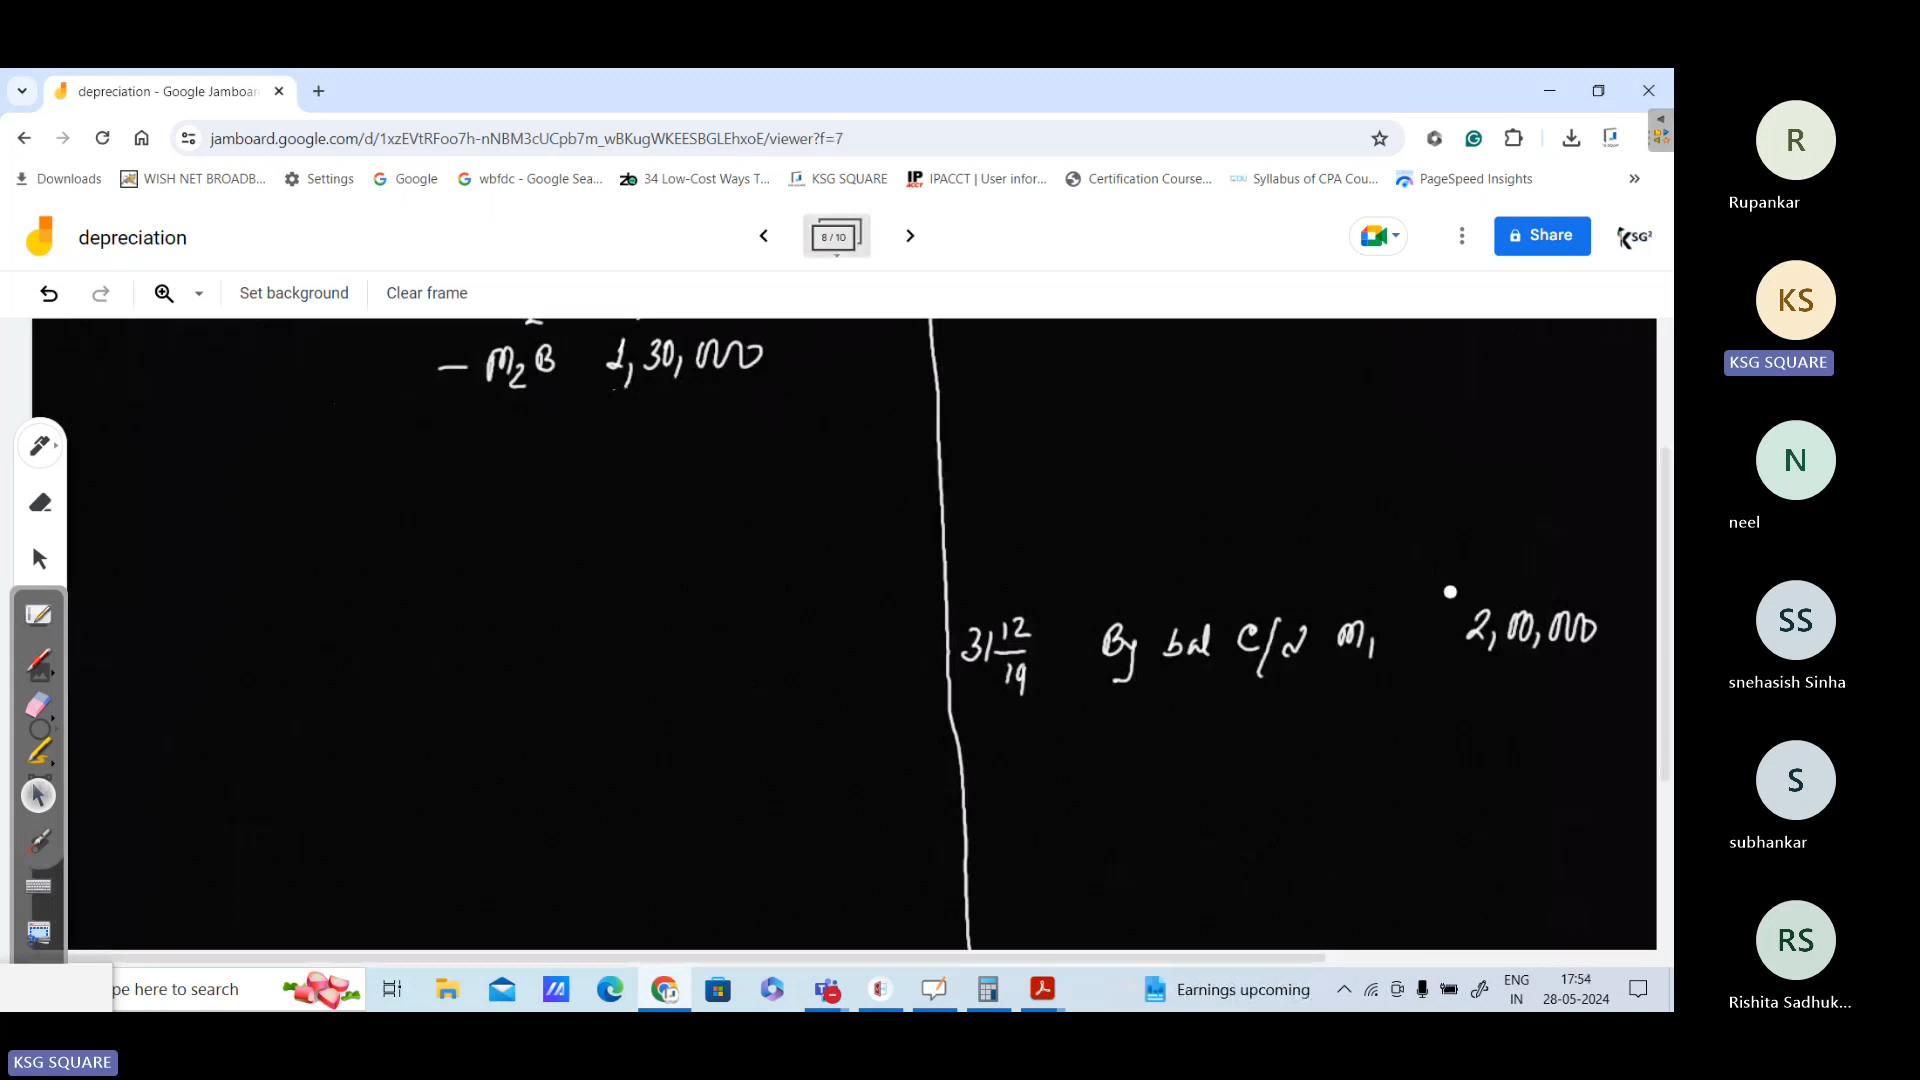 depreciation - Google Jamboar
jamboard.google.com/d/1xzEVtRFoo7h-nNBM3cUCpb7m_wBKugWKEESBGLEhxoE/viewer?f=7
Downloads WISH NET BROADB... Settings Google wbfdc - Google Sea... 34 Low-Cost Ways T... KSG SQUARE IPACCT | User infor... Certification Course... Syllabus of CPA Cou... PageSpeed Insights
depreciation
8 / 10
Share
KSG²
Set background
Clear frame
— M2 B 1,30,000
31 12/19 By bal C/d M1 2,00,000
pe here to search
Earnings upcoming
ENG
IN
17:54
28-05-2024
R
Rupankar
KS
KSG SQUARE
N
neel
SS
snehasish Sinha
S
subhankar
RS
Rishita Sadhuk...
KSG SQUARE